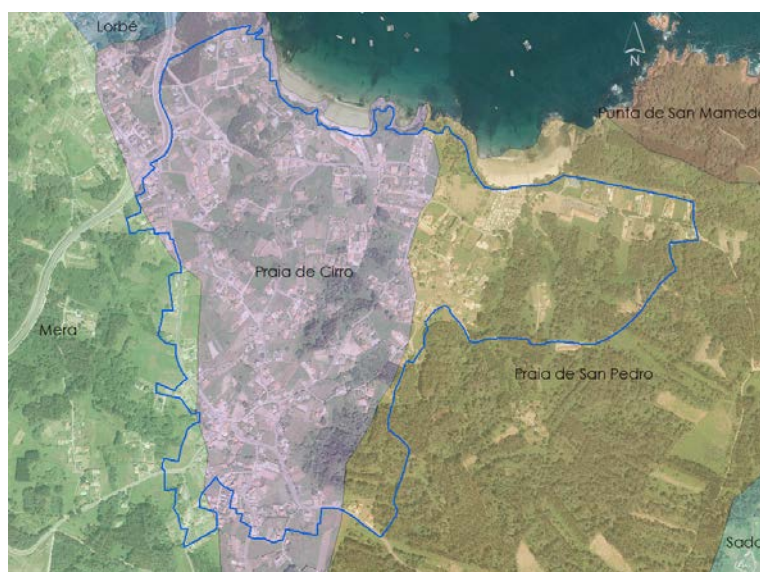 Lorbé
N
Punta de San Mamede
Praia de Cirro
Mera
Praia de San Pedro
Sada